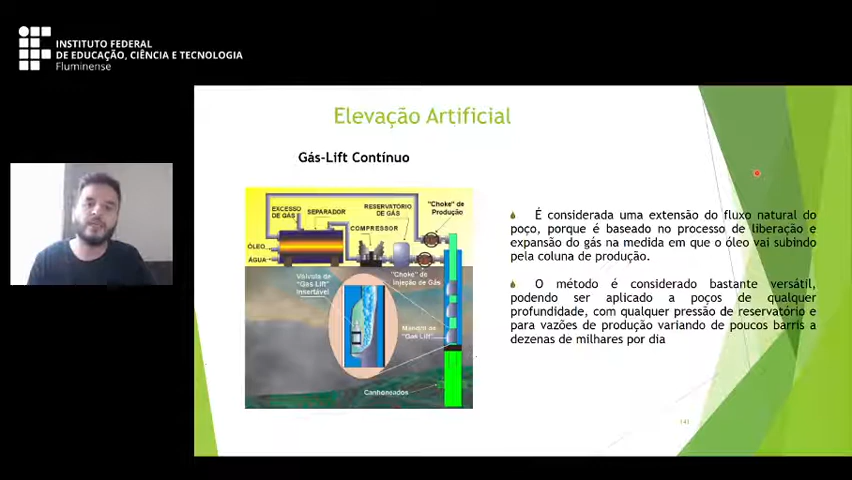 INSTITUTO FEDERAL
DE EDUCAÇÃO, CIÊNCIA E TECNOLOGIA
Fluminense
Elevação Artificial
Gás-Lift Contínuo
EXCESSO
DE GÁS
SEPARADOR
RESERVATÓRIO
DE GÁS
"Choke" de
Produção
COMPRESSOR
ÓLEO
ÁGUA
Válvula de
"Gas Lift"
Insertável
"Choke" de
Injeção de Gás
Mandril de
"Gas Lift"
Canhoneados
É considerada uma extensão do fluxo natural do
poço, porque é baseado no processo de liberação e
expansão do gás na medida em que o óleo vai subindo
pela coluna de produção.
O método é considerado bastante versátil,
podendo ser aplicado a poços de qualquer
profundidade, com qualquer pressão de reservatório e
para vazões de produção variando de poucos barris a
dezenas de milhares por dia
141